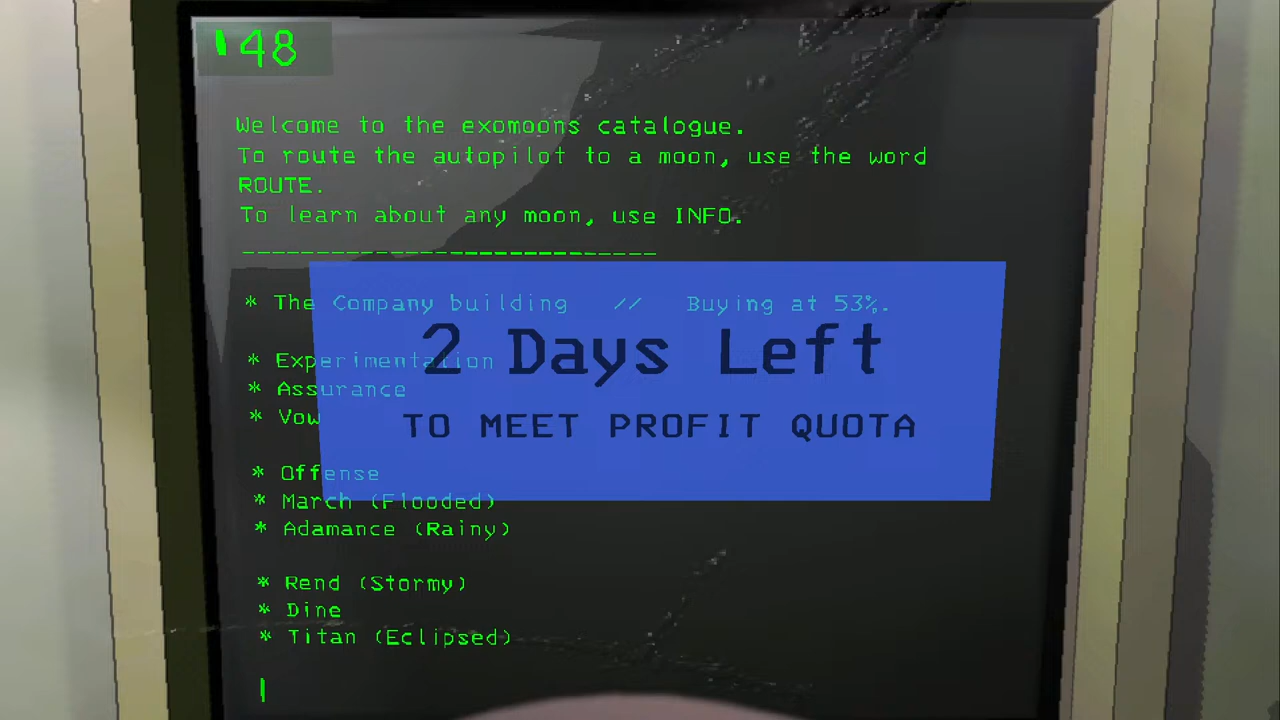 ▮48
Welcome to the exomoons catalogue.
To route the autopilot to a moon, use the word
ROUTE.
To learn about any moon, use INFO.
----------------------------
* The Company building   //   Buying at 53%.
2 Days Left
TO MEET PROFIT QUOTA
* Experimentation
* Assurance
* Vow
* Offense
* March (Flooded)
* Adamance (Rainy)
* Rend (Stormy)
* Dine
* Titan (Eclipsed)